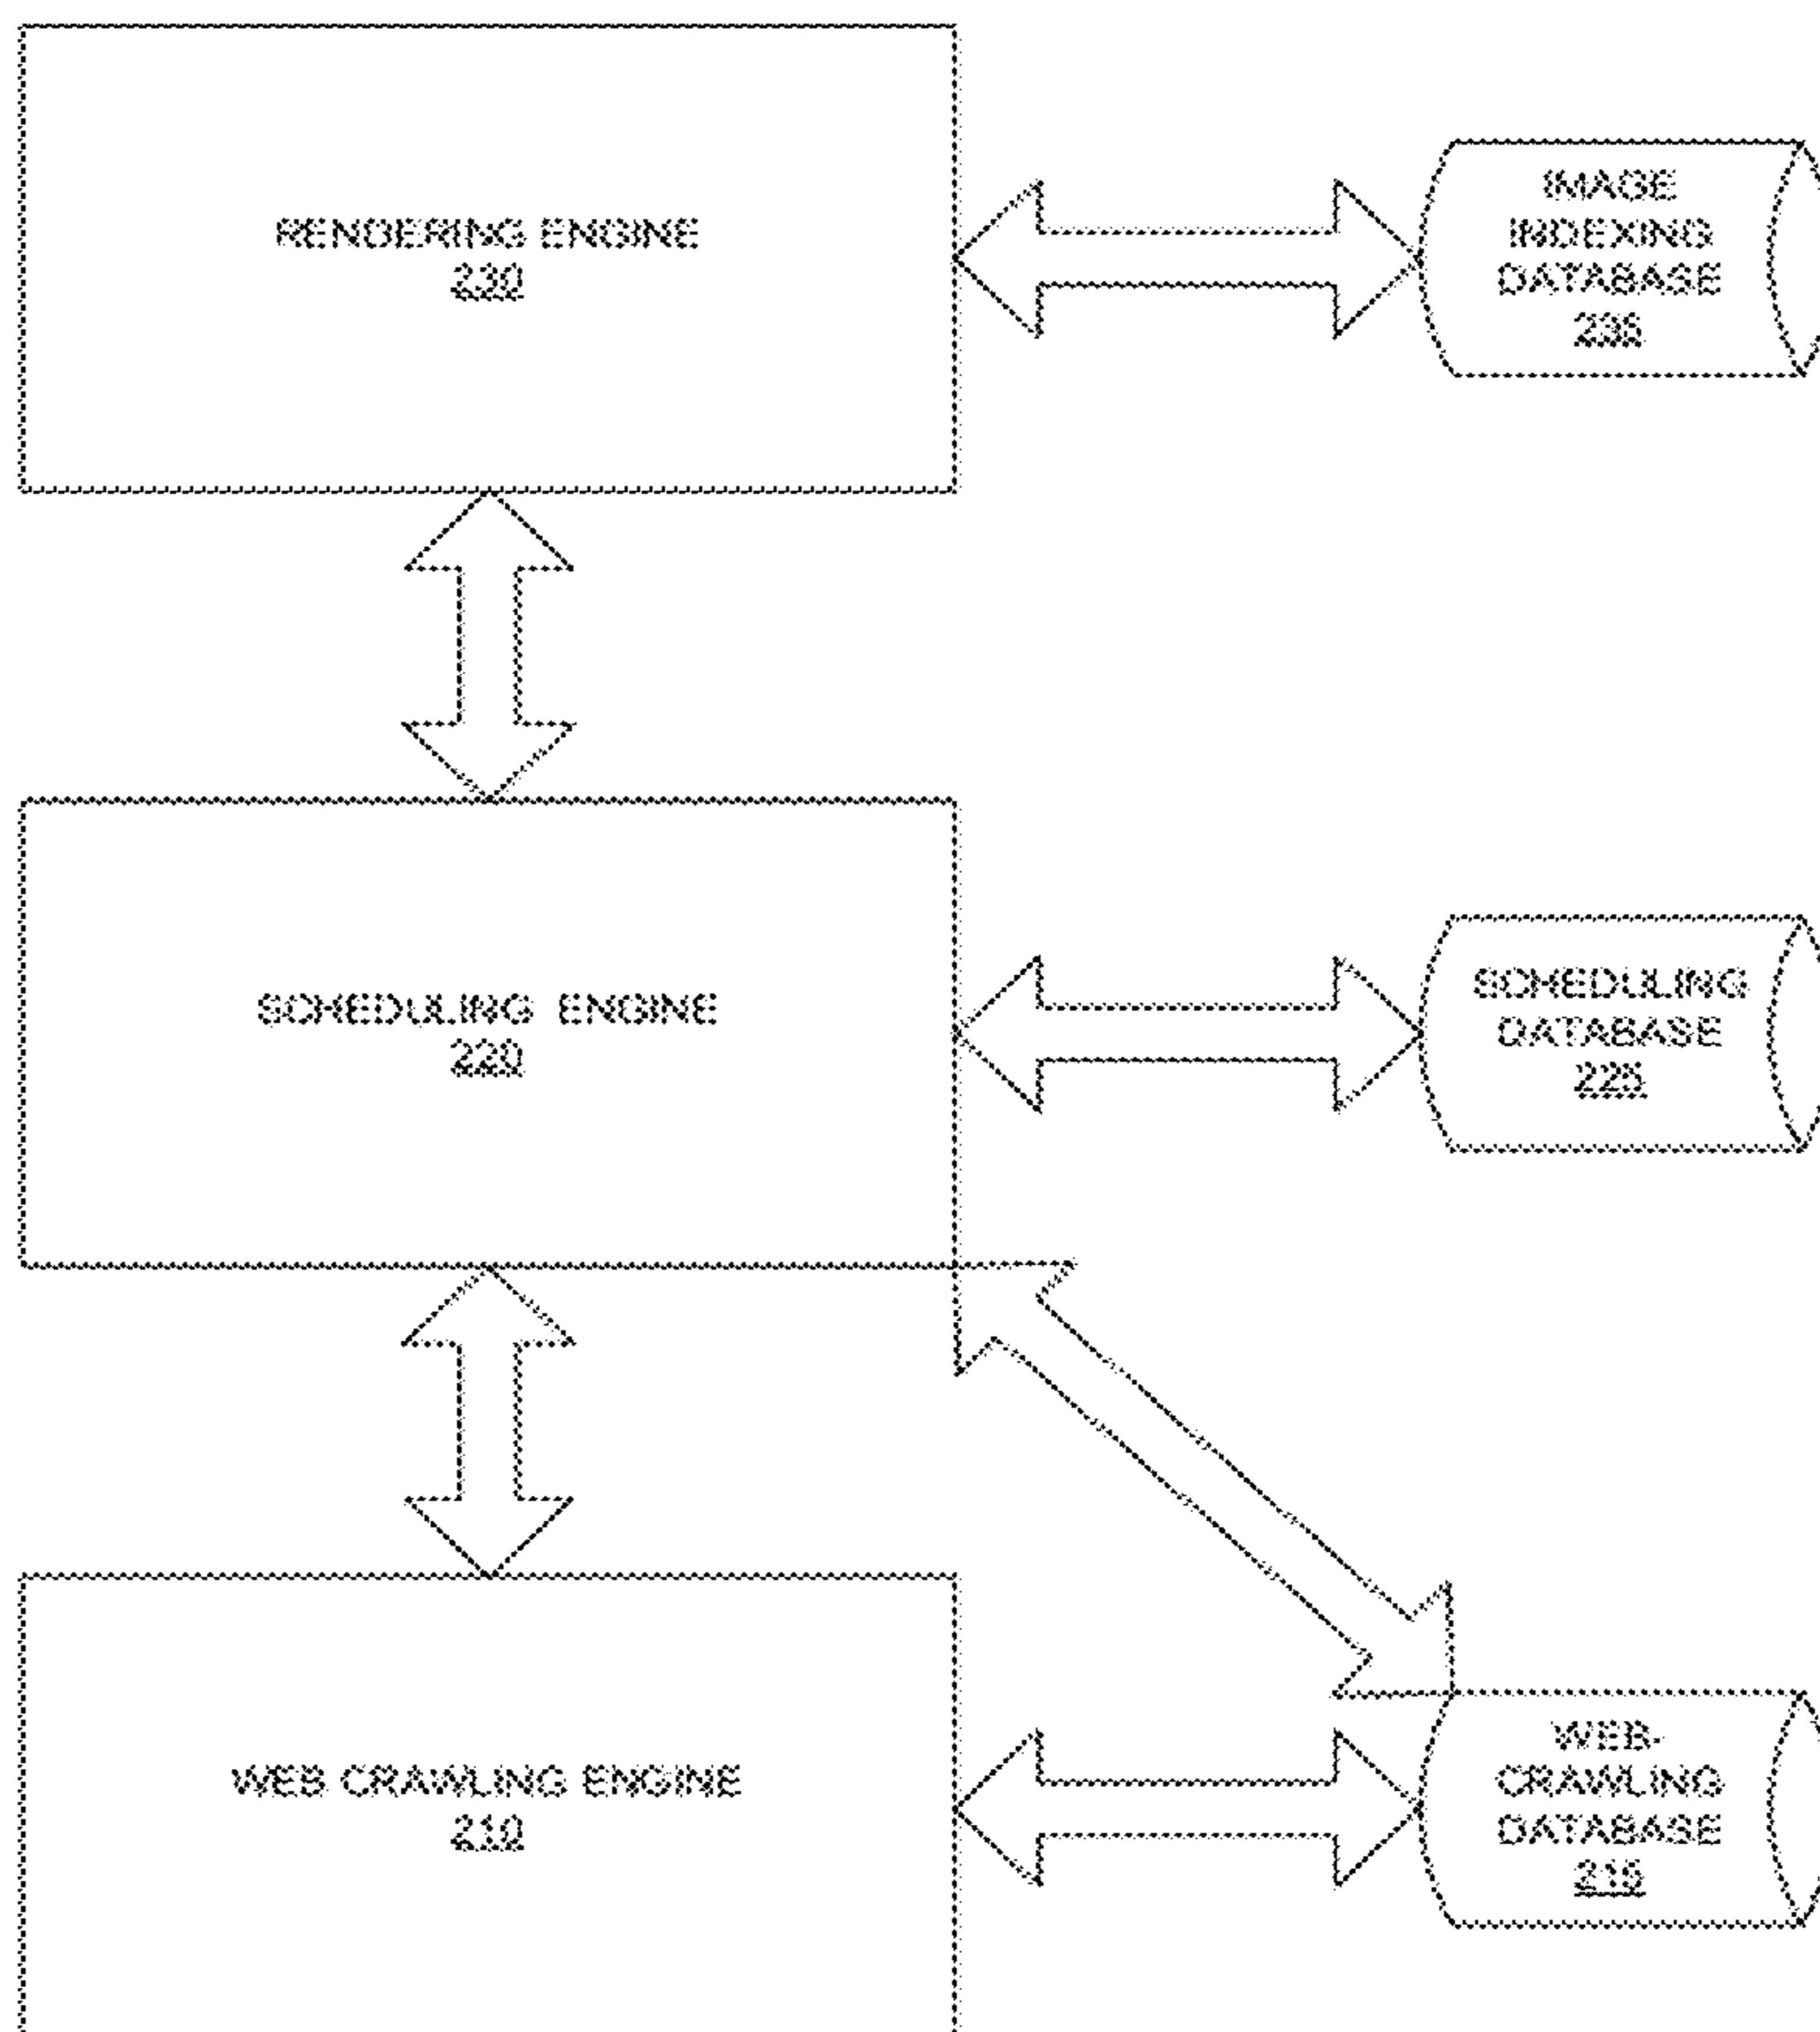 RENDERING ENGINE
230
IMAGE
INDEXING
DATABASE
235
SCHEDULING ENGINE
220
SCHEDULING
DATABASE
225
WEB CRAWLING ENGINE
210
WEB-
CRAWLING
DATABASE
215